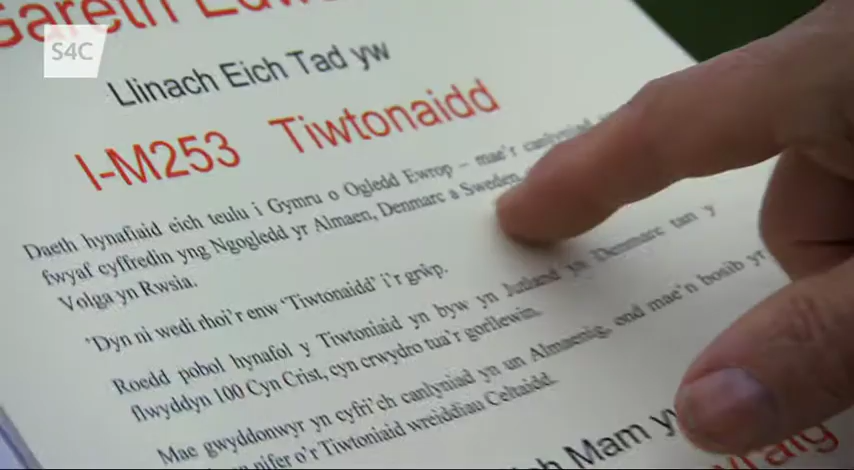 S4C
Gareth
Llinach Eich Tad yw
I-M253 Tiwtonaidd
Daeth hynafiaid eich teulu i Gymru o Ogledd Ewrop – mae'r canlyniad
fwyaf cyffredin yng Ngogledd yr Almaen, Denmarc a Sweden,
Volga yn Rwsia.
'Dyn ni wedi rhoi'r enw 'Tiwtonaidd' i'r grŵp.
Roedd pobol hynafol y Tiwtoniaid yn byw yn Jutland yn Denmarc tan y
flwyddyn 100 Cyn Crist, cyn crwydro tua'r gorllewin.
Mae gwyddonwyr yn cyfri'ch canlyniad yn un Almaenig, ond mae'n bosib yr
nifer o'r Tiwtoniaid wreiddiau Celtaidd.
Mam